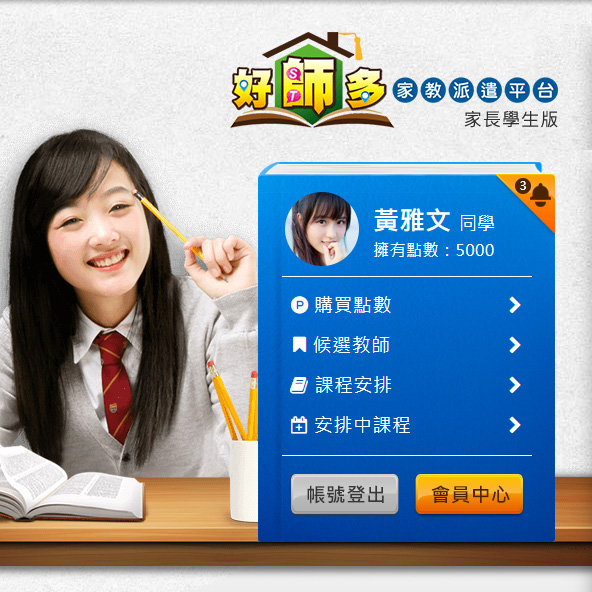 好師多
ST
家教派遣平台
家長學生版
3
黃雅文 同學
擁有點數：5000
P 購買點數
候選教師
課程安排
安排中課程
帳號登出 會員中心